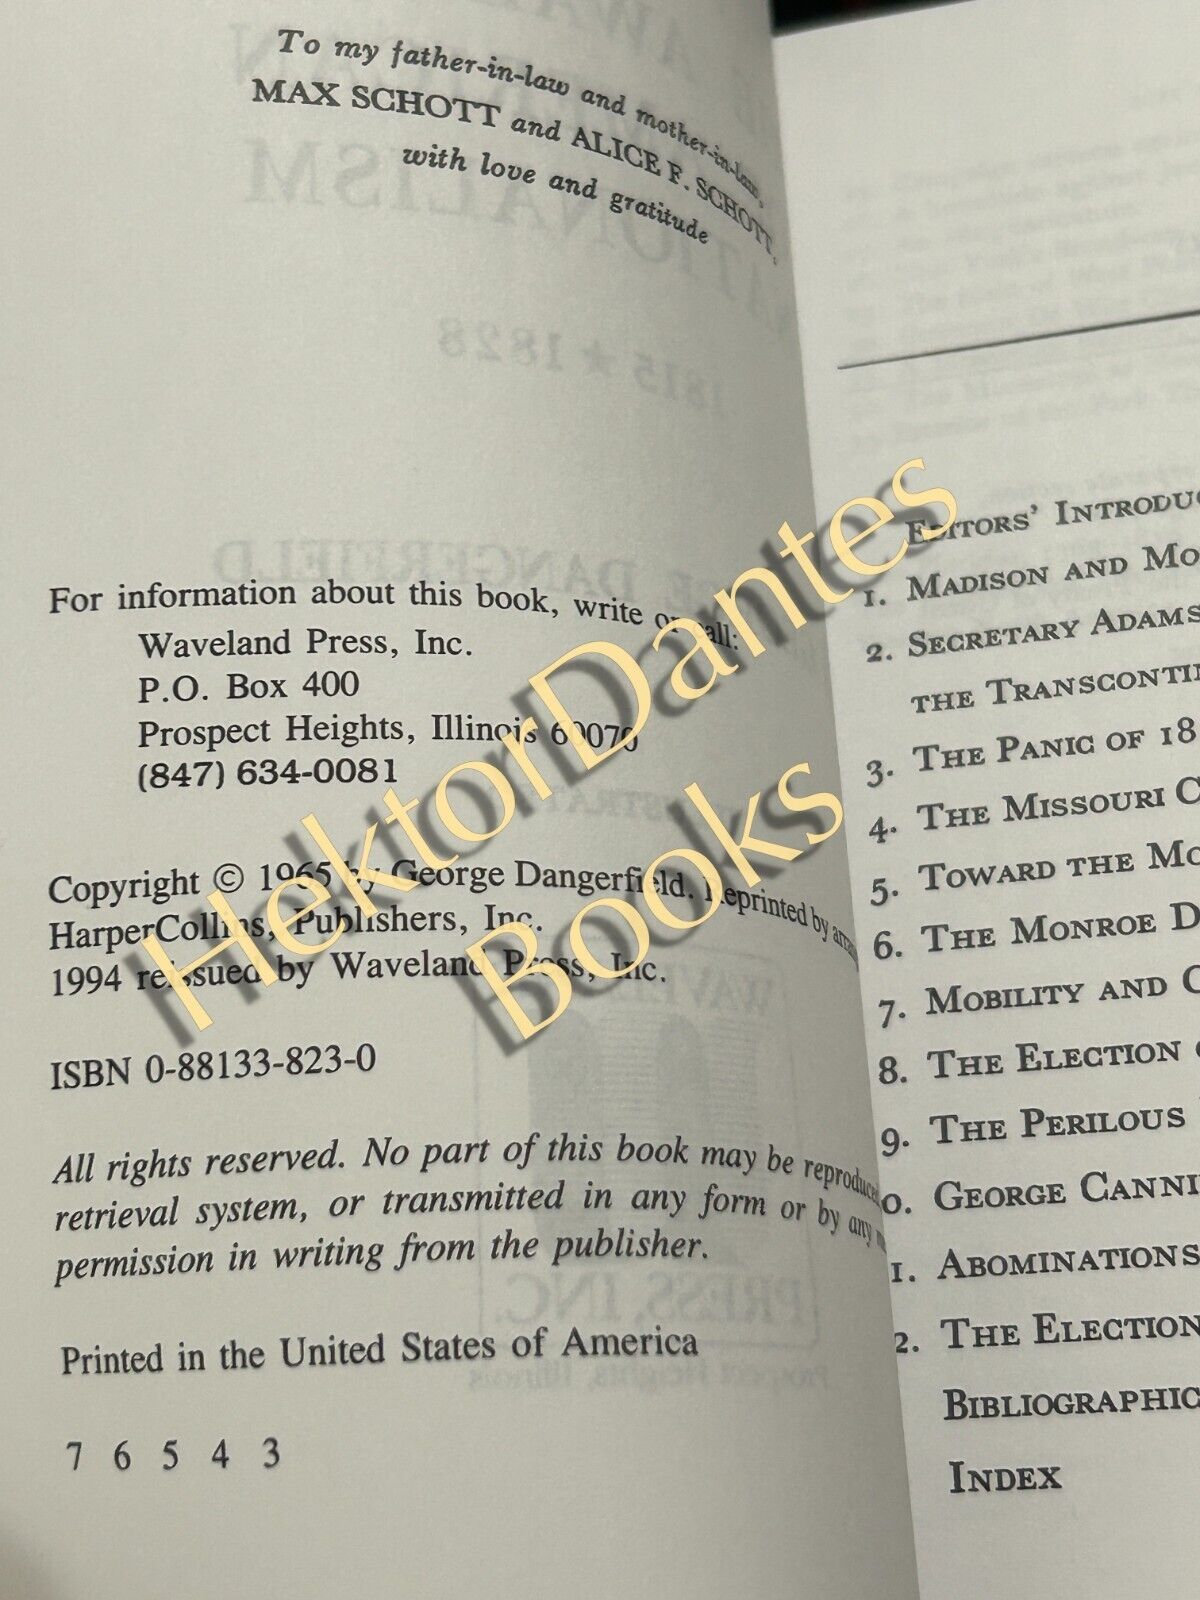 To my father-in-law and mother-in-law,
MAX SCHOTT and ALICE F. SCHOTT,
with love and gratitude
For information about this book, write or call:
Waveland Press, Inc.
P.O. Box 400
Prospect Heights, Illinois 60070
(847) 634-0081
Copyright © 1965 by George Dangerfield. Reprinted by
HarperCollins, Publishers, Inc.
1994 reissued by Waveland Press, Inc.
ISBN 0-88133-823-0
All rights reserved. No part of this book may be reproduced
retrieval system, or transmitted in any form or by any
permission in writing from the publisher.
Printed in the United States of America
7 6 5 4 3
EDITORS' INTRODUC
1. MADISON AND MO
2. SECRETARY ADAMS
THE TRANSCONTIN
3. THE PANIC OF 18
4. THE MISSOURI C
5. TOWARD THE MO
6. THE MONROE D
7. MOBILITY AND C
8. THE ELECTION
9. THE PERILOUS
0. GEORGE CANNI
1. ABOMINATIONS
2. THE ELECTION
BIBLIOGRAPHIC
INDEX
HektorDantes
Books